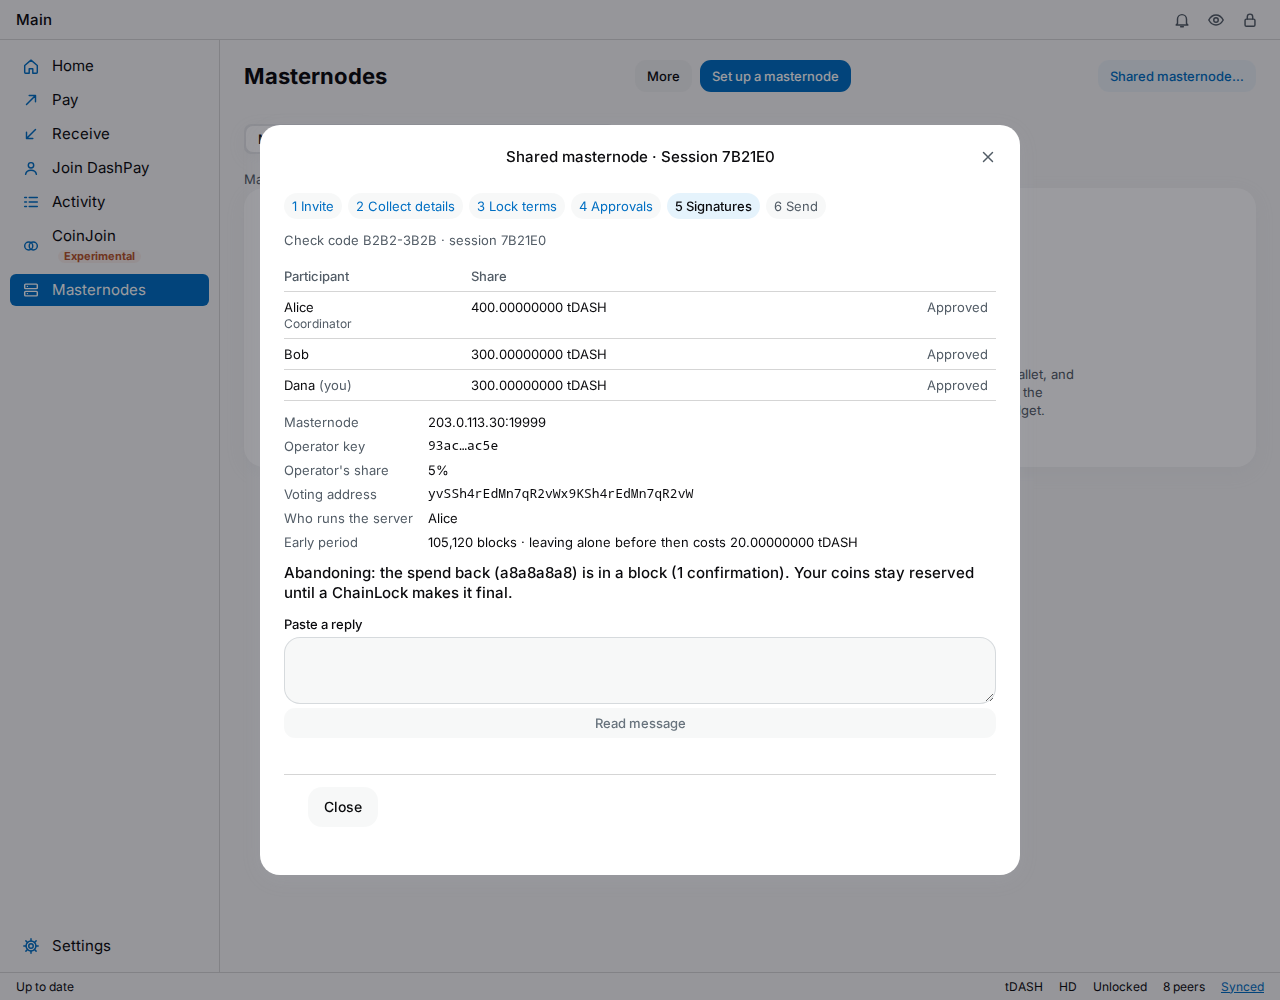 Main
Home
Pay
Receive
Join DashPay
Activity
CoinJoin
Experimental
Masternodes
Settings
Masternodes
More
Set up a masternode
Shared masternode...
Shared masternode · Session 7B21E0
1 Invite
2 Collect details
3 Lock terms
4 Approvals
5 Signatures
6 Send
Check code B2B2-3B2B · session 7B21E0
Participant Share
Alice 400.00000000 tDASH Approved
Coordinator
Bob 300.00000000 tDASH Approved
Dana (you) 300.00000000 tDASH Approved
Masternode 203.0.113.30:19999
Operator key 93ac…ac5e
Operator's share 5%
Voting address yvSSh4rEdMn7qR2vWx9KSh4rEdMn7qR2vW
Who runs the server Alice
Early period 105,120 blocks · leaving alone before then costs 20.00000000 tDASH
Abandoning: the spend back (a8a8a8a8) is in a block (1 confirmation). Your coins stay reserved
until a ChainLock makes it final.
Paste a reply
Read message
Close
and
the
Up to date
tDASH HD Unlocked 8 peers Synced